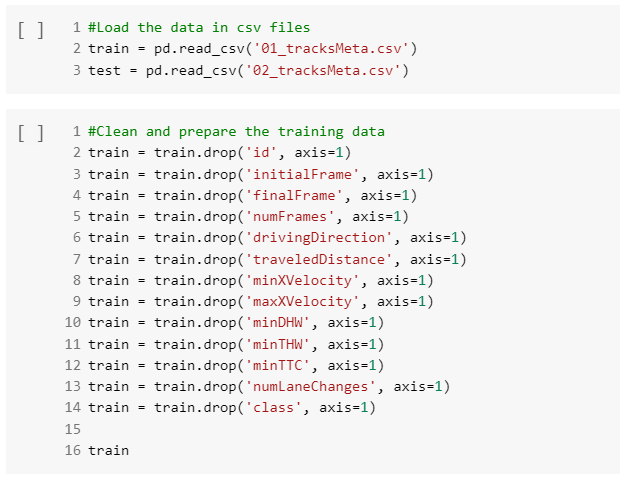 [ ] 1 #Load the data in csv files
2 train = pd.read_csv('01_tracksMeta.csv')
3 test = pd.read_csv('02_tracksMeta.csv')
[ ] 1 #Clean and prepare the training data
2 train = train.drop('id', axis=1)
3 train = train.drop('initialFrame', axis=1)
4 train = train.drop('finalFrame', axis=1)
5 train = train.drop('numFrames', axis=1)
6 train = train.drop('drivingDirection', axis=1)
7 train = train.drop('traveledDistance', axis=1)
8 train = train.drop('minXVelocity', axis=1)
9 train = train.drop('maxXVelocity', axis=1)
10 train = train.drop('minDHW', axis=1)
11 train = train.drop('minTHW', axis=1)
12 train = train.drop('minTTC', axis=1)
13 train = train.drop('numLaneChanges', axis=1)
14 train = train.drop('class', axis=1)
15
16 train